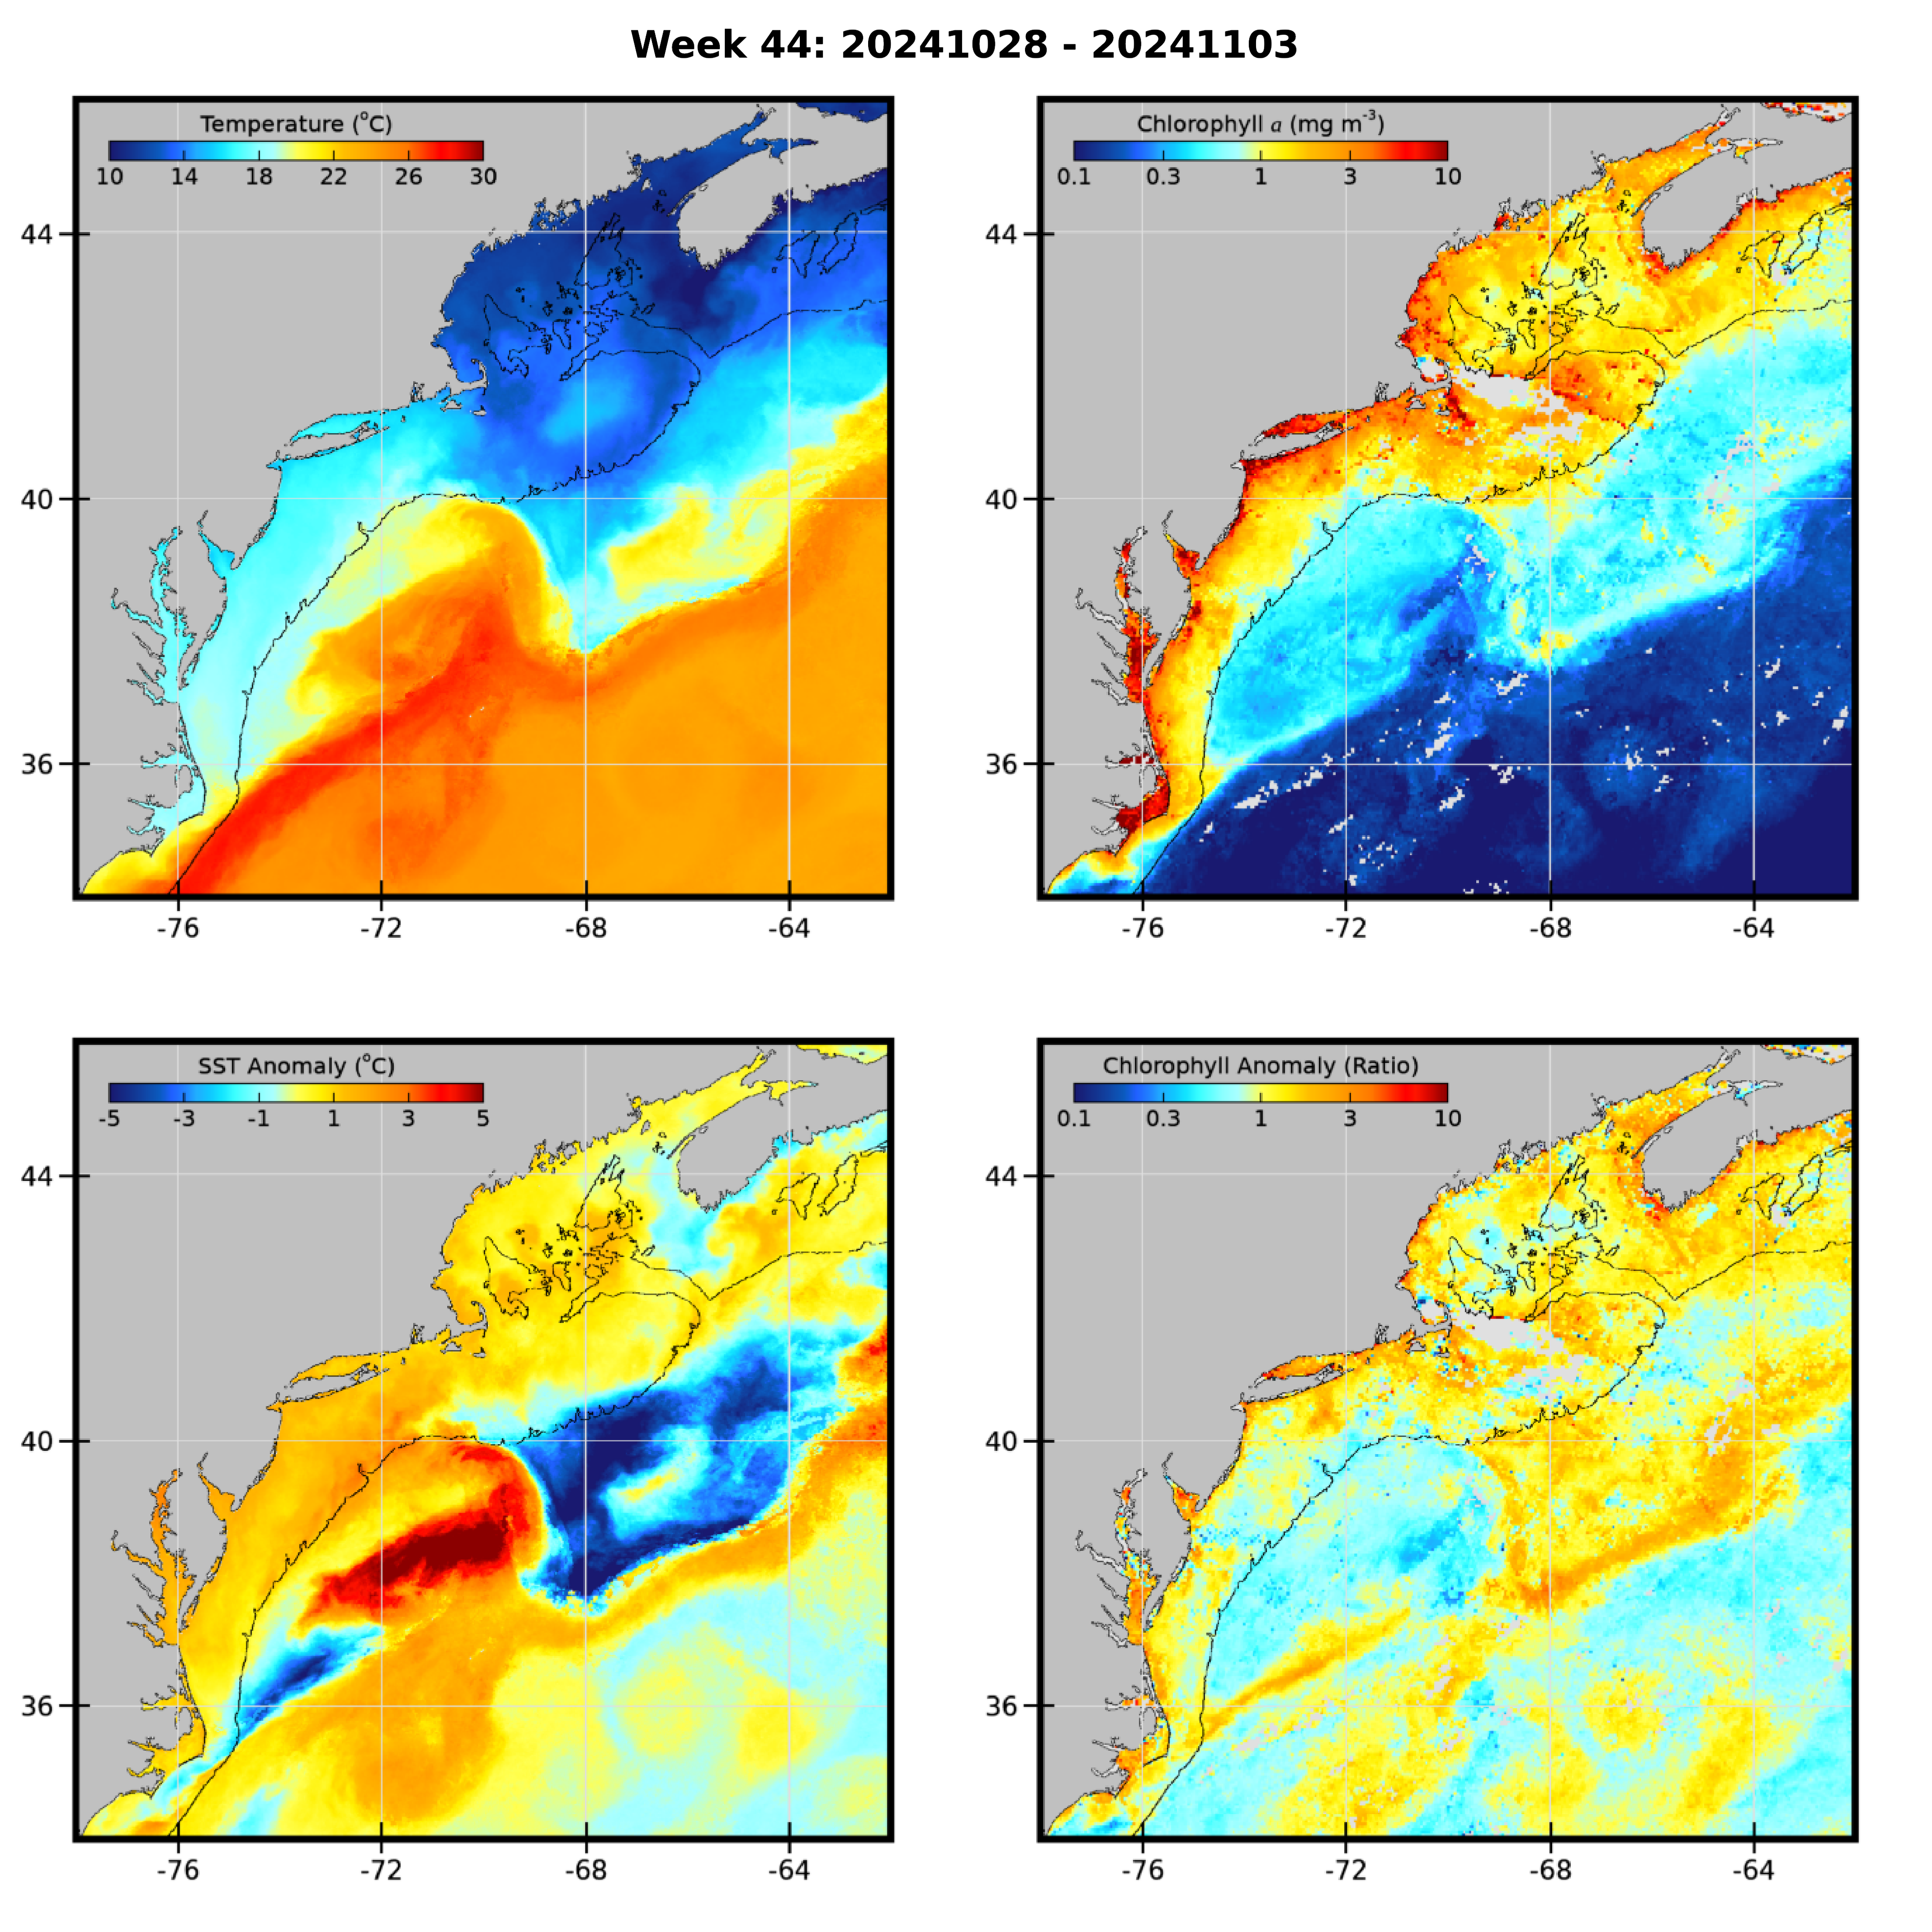 Week 44: 20241028 - 20241103
Temperature (°C)
10 14 18 22 26 30
44
40
36
-76 -72 -68 -64
Chlorophyll a (mg m⁻³)
0.1 0.3 1 3 10
44
40
36
-76 -72 -68 -64
SST Anomaly (°C)
-5 -3 -1 1 3 5
44
40
36
-76 -72 -68 -64
Chlorophyll Anomaly (Ratio)
0.1 0.3 1 3 10
44
40
36
-76 -72 -68 -64